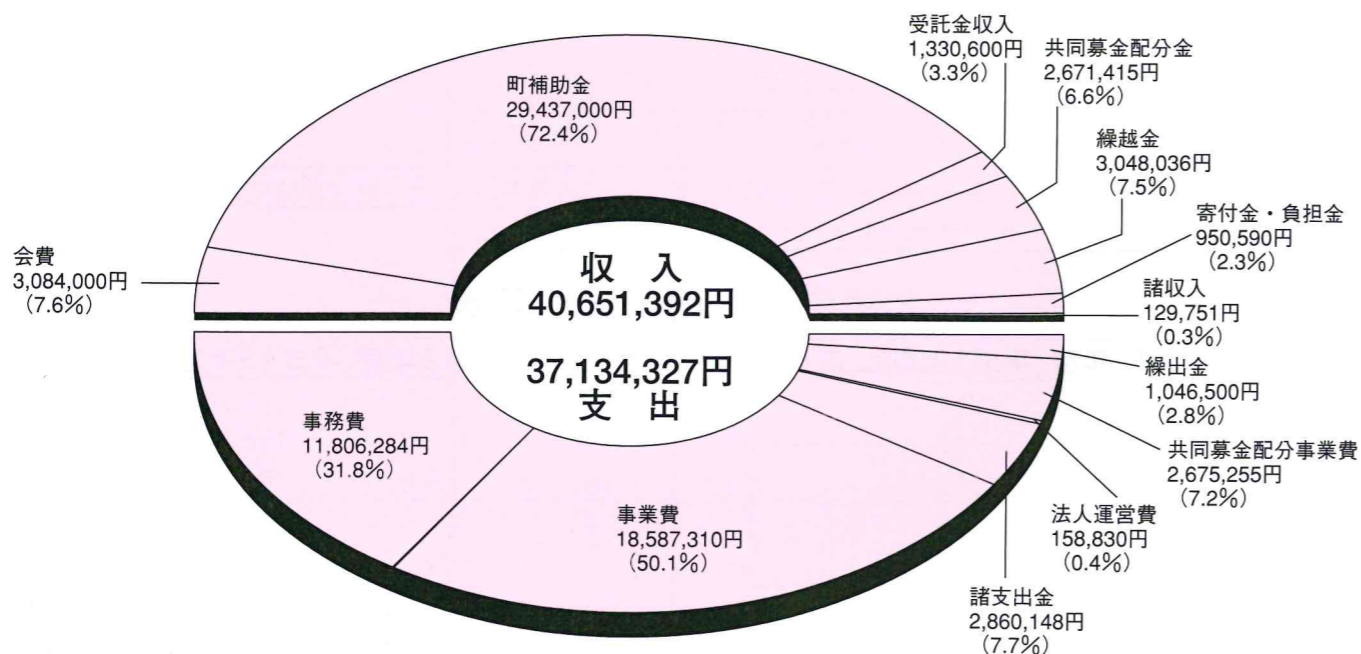 受託金収入
1,330,600円
(3.3%)
共同募金配分金
2,671,415円
(6.6%)
町補助金
29,437,000円
(72.4%)
繰越金
3,048,036円
(7.5%)
寄付金・負担金
950,590円
(2.3%)
会費
3,084,000円
(7.6%)
諸収入
129,751円
(0.3%)
収 入
40,651,392円
37,134,327円
支 出
繰出金
1,046,500円
(2.8%)
事務費
11,806,284円
(31.8%)
共同募金配分事業費
2,675,255円
(7.2%)
事業費
18,587,310円
(50.1%)
法人運営費
158,830円
(0.4%)
諸支出金
2,860,148円
(7.7%)